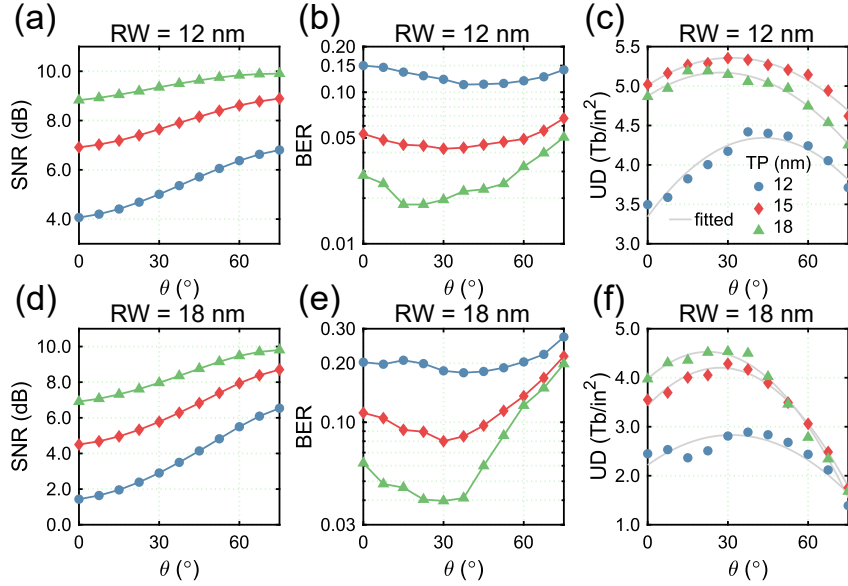 (a) RW = 12 nm
10.0
8.0
6.0
4.0
SNR (dB)
0 30 60
θ (°)
(b) RW = 12 nm
0.20
0.15
0.10
0.05
0.01
BER
0 30 60
θ (°)
(c) RW = 12 nm
5.5
5.0
4.5
4.0
3.5
3.0
UD (Tb/in²)
TP (nm)
12
15
18
fitted
0 30 60
θ (°)
(d) RW = 18 nm
10.0
8.0
6.0
4.0
2.0
0.0
SNR (dB)
0 30 60
θ (°)
(e) RW = 18 nm
0.30
0.20
0.10
0.03
BER
0 30 60
θ (°)
(f) RW = 18 nm
5.0
4.0
3.0
2.0
1.0
UD (Tb/in²)
0 30 60
θ (°)